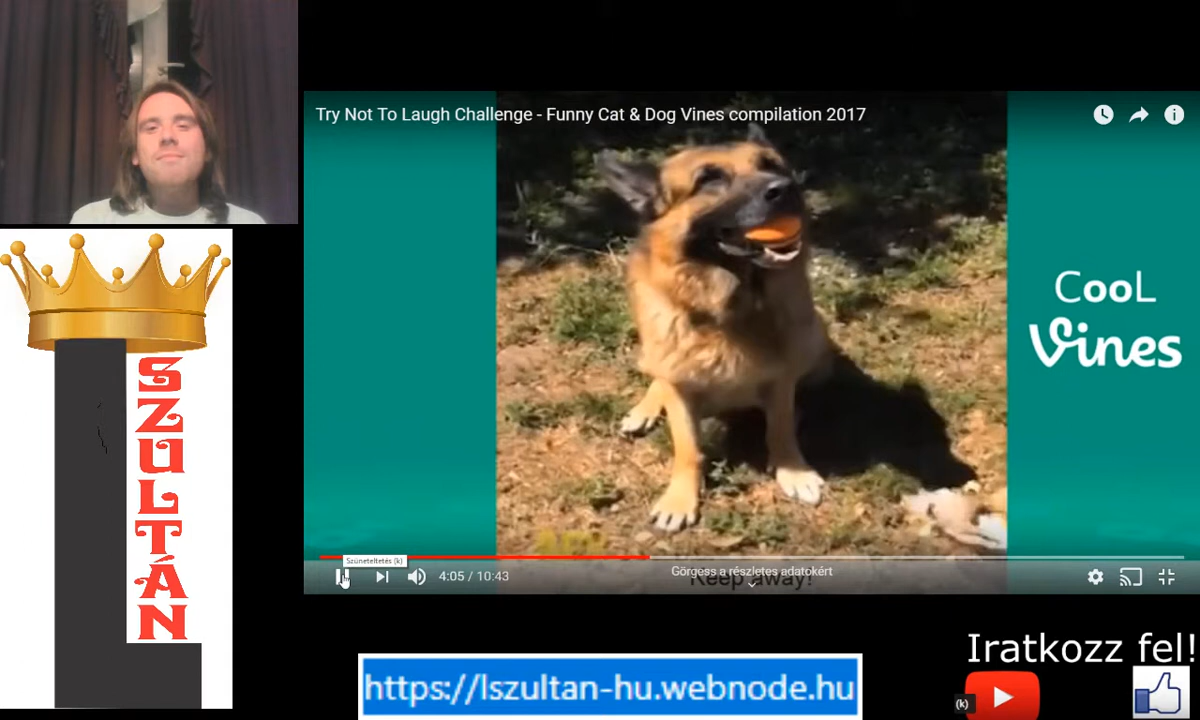 Try Not To Laugh Challenge - Funny Cat & Dog Vines compilation 2017
CooL
Vines
SZULTÁN
Szüneteltetés (k)
4:05 / 10:43
Görgess a részletes adatokért
Keep away!
https://lszultan-hu.webnode.hu
Iratkozz fel!
(k)